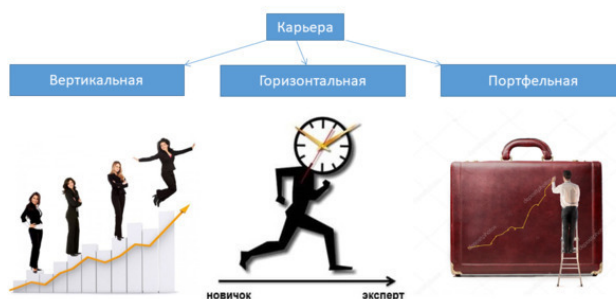 Карьера
Вертикальная
Горизонтальная
Портфельная
новичок
эксперт